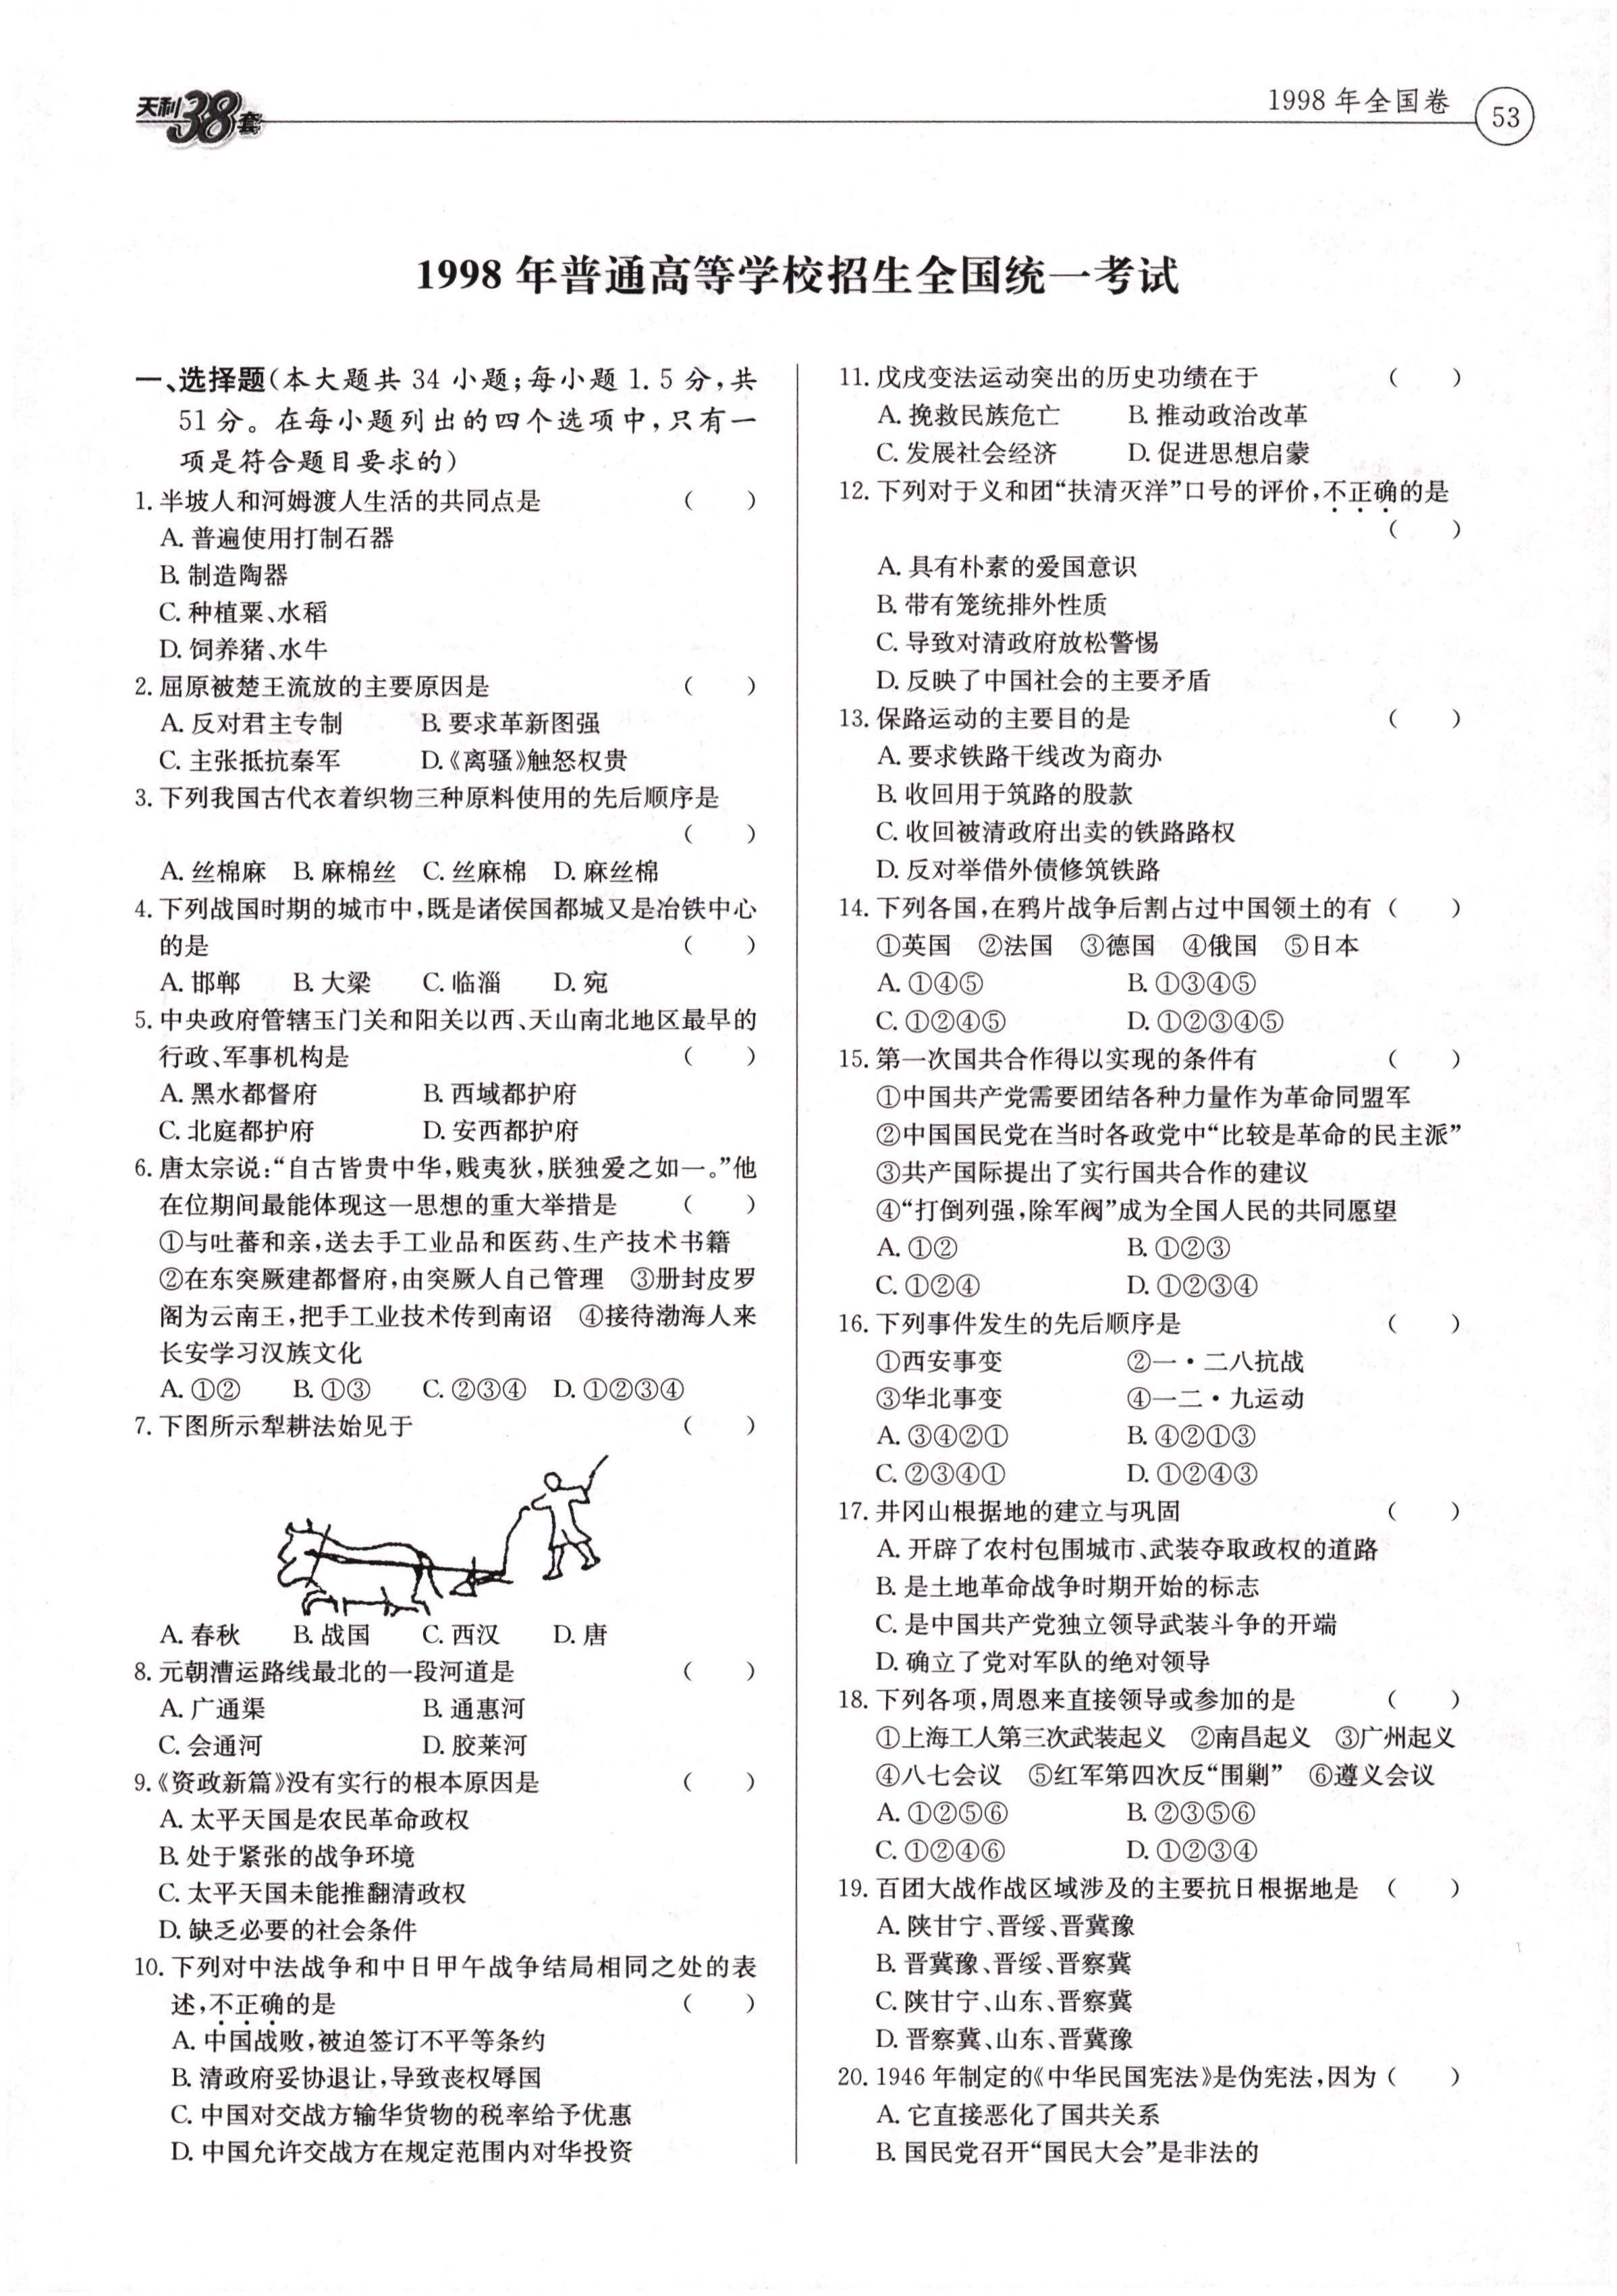 天利38套
1998年全国卷
53
1998年普通高等学校招生全国统一考试
一、选择题(本大题共34小题;每小题1.5分,共
51分。在每小题列出的四个选项中,只有一
项是符合题目要求的)
1. 半坡人和河姆渡人生活的共同点是 ( )
A. 普遍使用打制石器
B. 制造陶器
C. 种植粟、水稻
D. 饲养猪、水牛
2. 屈原被楚王流放的主要原因是 ( )
A. 反对君主专制 B. 要求革新图强
C. 主张抵抗秦军 D.《离骚》触怒权贵
3. 下列我国古代衣着织物三种原料使用的先后顺序是
( )
A. 丝棉麻 B. 麻棉丝 C. 丝麻棉 D. 麻丝棉
4. 下列战国时期的城市中,既是诸侯国都城又是冶铁中心
的是 ( )
A. 邯郸 B. 大梁 C. 临淄 D. 宛
5. 中央政府管辖玉门关和阳关以西、天山南北地区最早的
行政、军事机构是 ( )
A. 黑水都督府 B. 西域都护府
C. 北庭都护府 D. 安西都护府
6. 唐太宗说:“自古皆贵中华,贱夷狄,朕独爱之如一。”他
在位期间最能体现这一思想的重大举措是 ( )
①与吐蕃和亲,送去手工业品和医药、生产技术书籍
②在东突厥建都督府,由突厥人自己管理 ③册封皮罗
阁为云南王,把手工业技术传到南诏 ④接待渤海人来
长安学习汉族文化
A. ①② B. ①③ C. ②③④ D. ①②③④
7. 下图所示犁耕法始见于 ( )
A. 春秋 B. 战国 C. 西汉 D. 唐
8. 元朝漕运路线最北的一段河道是 ( )
A. 广通渠 B. 通惠河
C. 会通河 D. 胶莱河
9.《资政新篇》没有实行的根本原因是 ( )
A. 太平天国是农民革命政权
B. 处于紧张的战争环境
C. 太平天国未能推翻清政权
D. 缺乏必要的社会条件
10. 下列对中法战争和中日甲午战争结局相同之处的表
述,不正确的是 ( )
A. 中国战败,被迫签订不平等条约
B. 清政府妥协退让,导致丧权辱国
C. 中国对交战方输华货物的税率给予优惠
D. 中国允许交战方在规定范围内对华投资
11. 戊戌变法运动突出的历史功绩在于 ( )
A. 挽救民族危亡 B. 推动政治改革
C. 发展社会经济 D. 促进思想启蒙
12. 下列对于义和团“扶清灭洋”口号的评价,不正确的是
( )
A. 具有朴素的爱国意识
B. 带有笼统排外性质
C. 导致对清政府放松警惕
D. 反映了中国社会的主要矛盾
13. 保路运动的主要目的是 ( )
A. 要求铁路干线改为商办
B. 收回用于筑路的股款
C. 收回被清政府出卖的铁路路权
D. 反对举借外债修筑铁路
14. 下列各国,在鸦片战争后割占过中国领土的有 ( )
①英国 ②法国 ③德国 ④俄国 ⑤日本
A. ①④⑤ B. ①③④⑤
C. ①②④⑤ D. ①②③④⑤
15. 第一次国共合作得以实现的条件有 ( )
①中国共产党需要团结各种力量作为革命同盟军
②中国国民党在当时各政党中“比较是革命的民主派”
③共产国际提出了实行国共合作的建议
④“打倒列强,除军阀”成为全国人民的共同愿望
A. ①② B. ①②③
C. ①②④ D. ①②③④
16. 下列事件发生的先后顺序是 ( )
①西安事变 ②一·二八抗战
③华北事变 ④一二·九运动
A. ③④②① B. ④②①③
C. ②③④① D. ①②④③
17. 井冈山根据地的建立与巩固 ( )
A. 开辟了农村包围城市、武装夺取政权的道路
B. 是土地革命战争时期开始的标志
C. 是中国共产党独立领导武装斗争的开端
D. 确立了党对军队的绝对领导
18. 下列各项,周恩来直接领导或参加的是 ( )
①上海工人第三次武装起义 ②南昌起义 ③广州起义
④八七会议 ⑤红军第四次反“围剿” ⑥遵义会议
A. ①②⑤⑥ B. ②③⑤⑥
C. ①②④⑥ D. ①②③④
19. 百团大战作战区域涉及的主要抗日根据地是 ( )
A. 陕甘宁、晋绥、晋冀豫
B. 晋冀豫、晋绥、晋察冀
C. 陕甘宁、山东、晋察冀
D. 晋察冀、山东、晋冀豫
20. 1946年制定的《中华民国宪法》是伪宪法,因为 ( )
A. 它直接恶化了国共关系
B. 国民党召开“国民大会”是非法的